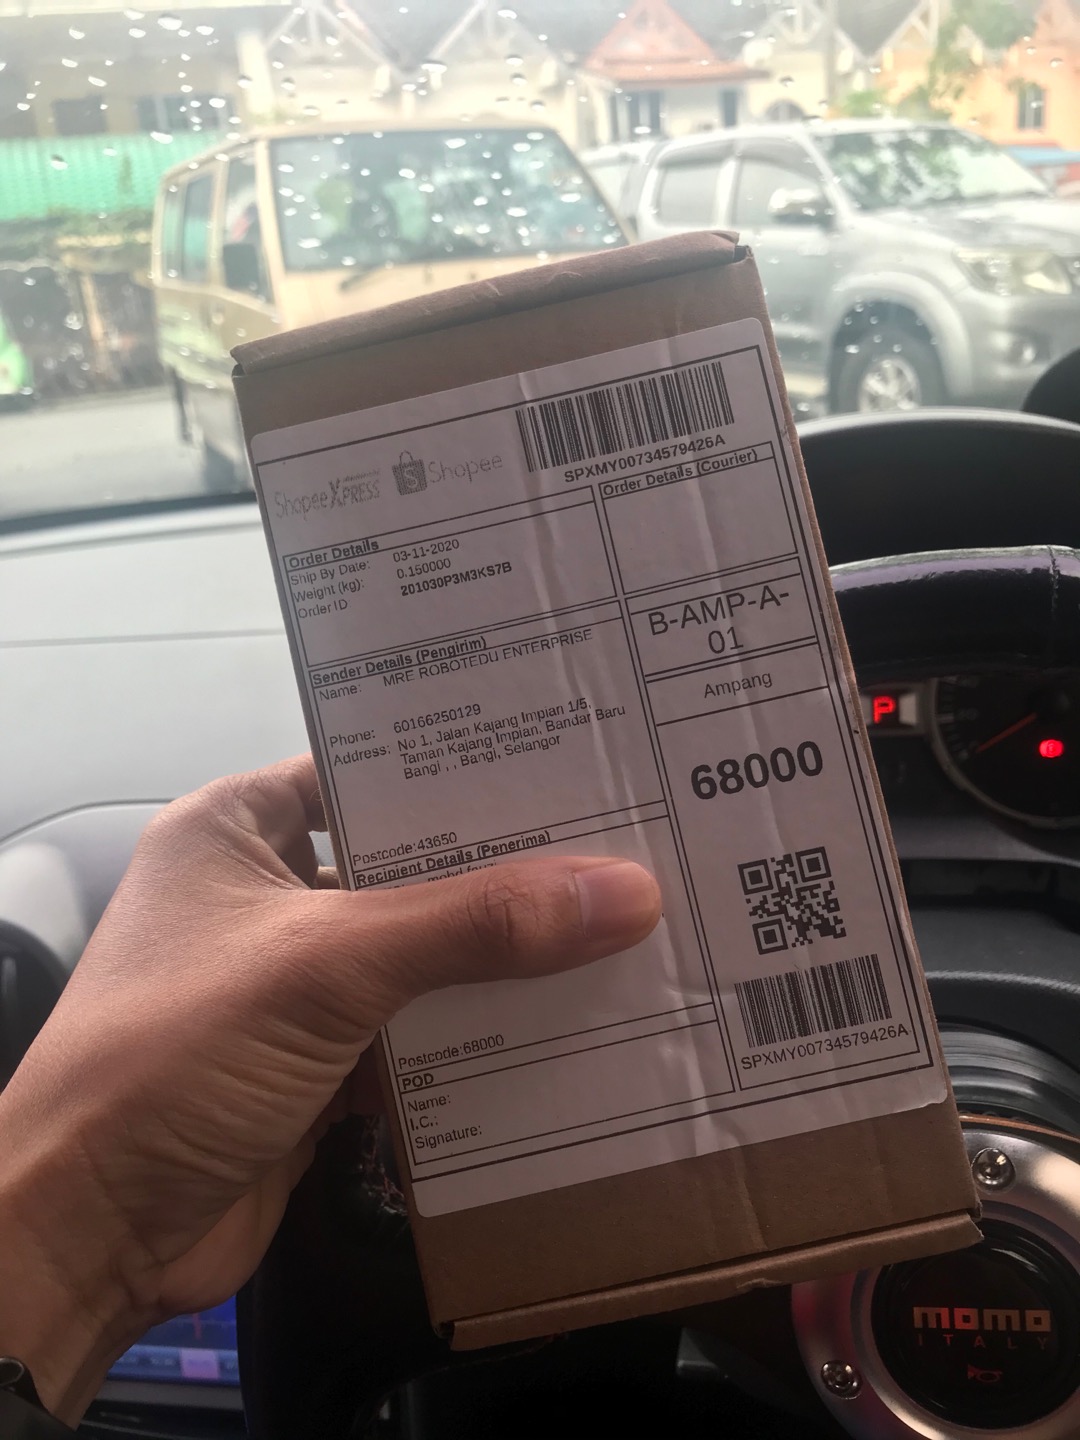 SPXMY00734579426A
ShopeeXPRESS
Shopee
Order Details
Ship By Date: 03-11-2020
Weight (kg): 0.150000
Order ID 201030P3M3KS7B
Order Details (Courier)
Sender Details (Pengirim)
Name: MRE ROBOTEDU ENTERPRISE
Phone: 60166250129
Address: No 1, Jalan Kajang Impian 1/5,
Taman Kajang Impian, Bandar Baru
Bangi , , Bangi, Selangor
Postcode:43650
Recipient Details (Penerima)
mohd
Postcode:68000
POD
Name:
I.C.:
Signature:
B-AMP-A-
01
Ampang
68000
SPXMY00734579426A
P
momo
ITALY